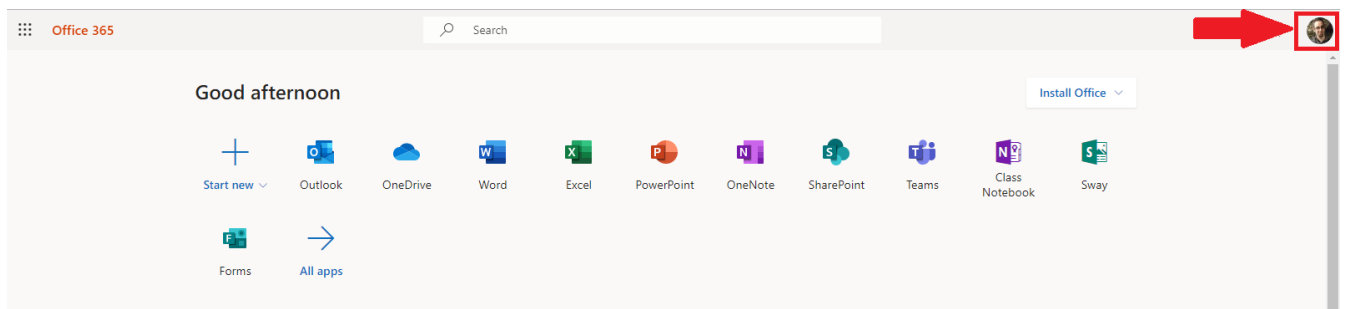 Office 365
Search
Good afternoon
Install Office
Start new
Outlook
OneDrive
Word
Excel
PowerPoint
OneNote
SharePoint
Teams
Class
Notebook
Sway
Forms
All apps